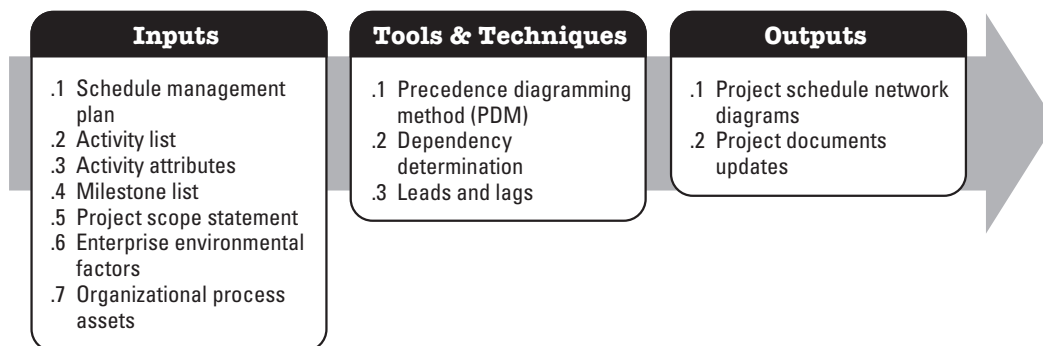 Inputs
.1 Schedule management
plan
.2 Activity list
.3 Activity attributes
.4 Milestone list
.5 Project scope statement
.6 Enterprise environmental
factors
.7 Organizational process
assets
Tools & Techniques
.1 Precedence diagramming
method (PDM)
.2 Dependency
determination
.3 Leads and lags
Outputs
.1 Project schedule network
diagrams
.2 Project documents
updates